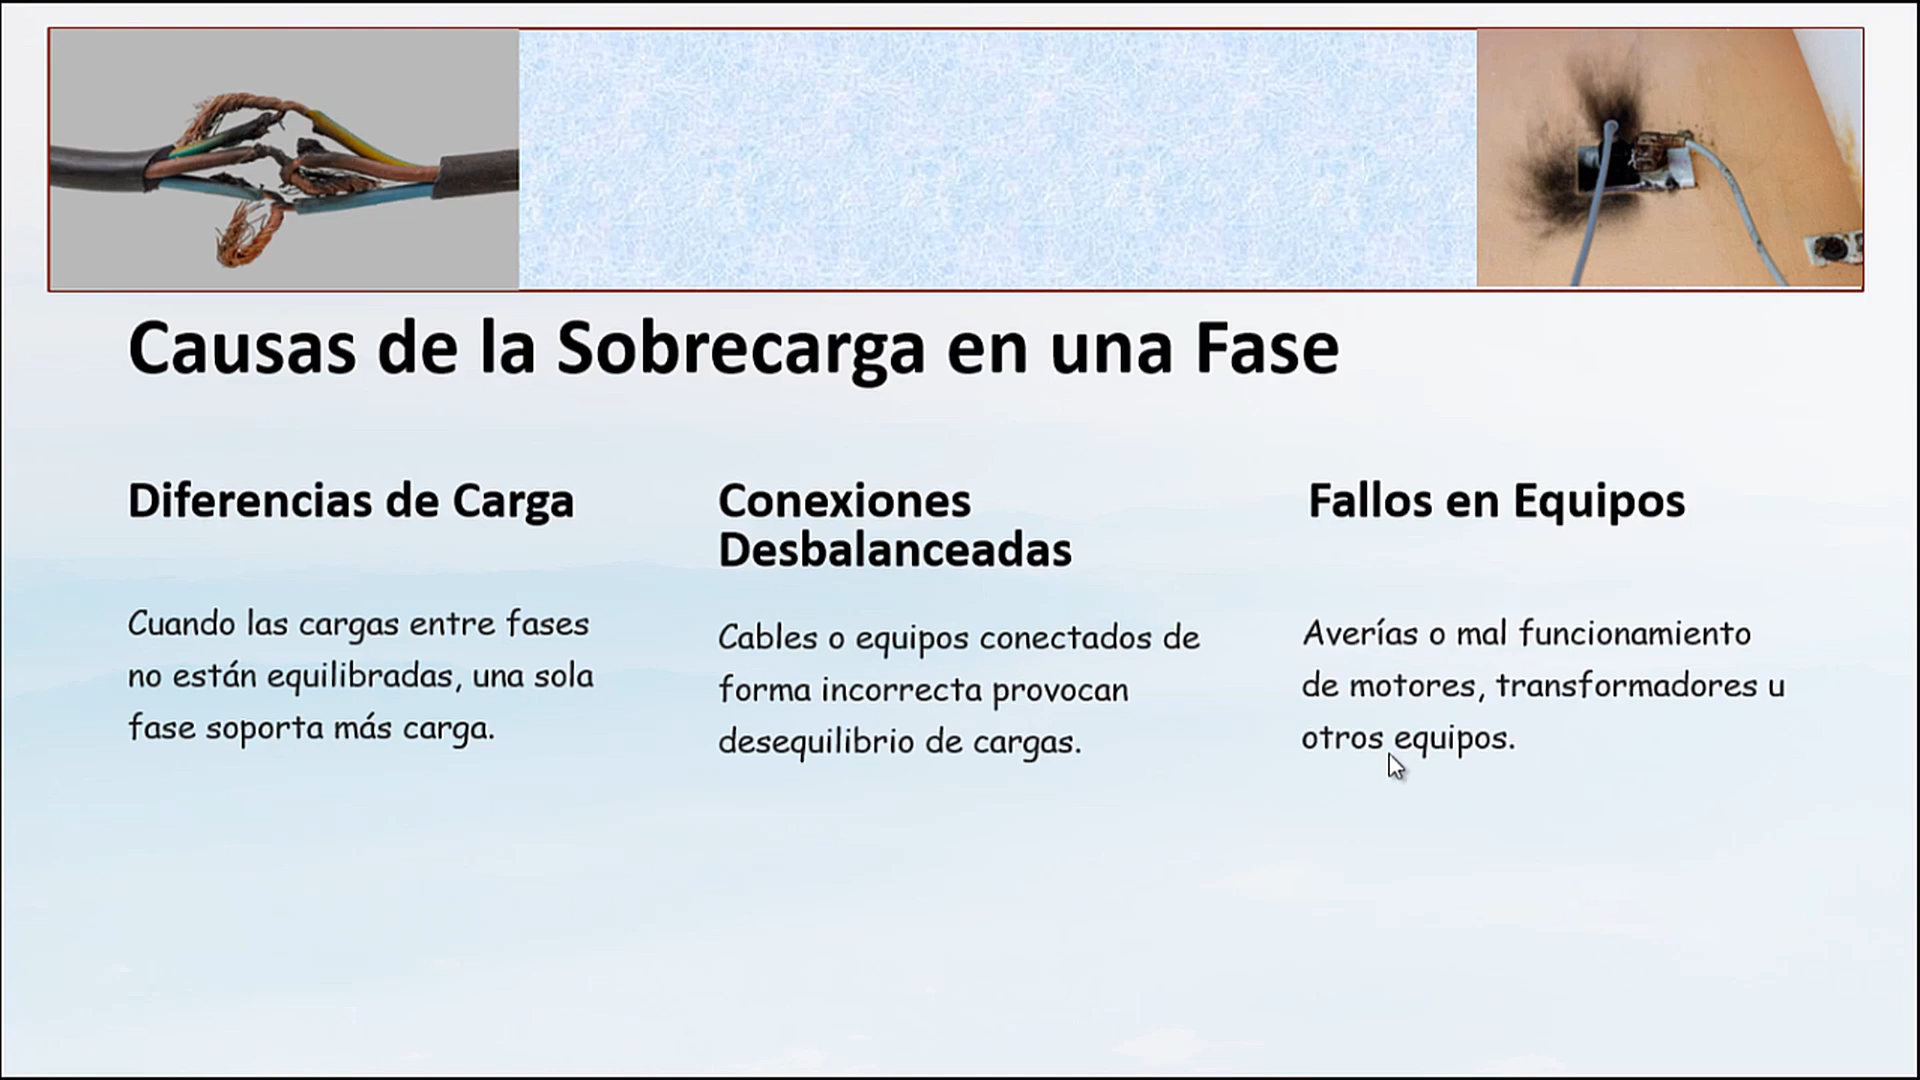 Causas de la Sobrecarga en una Fase
Diferencias de Carga
Cuando las cargas entre fases
no están equilibradas, una sola
fase soporta más carga.
Conexiones
Desbalanceadas
Cables o equipos conectados de
forma incorrecta provocan
desequilibrio de cargas.
Fallos en Equipos
Averías o mal funcionamiento
de motores, transformadores u
otros equipos.